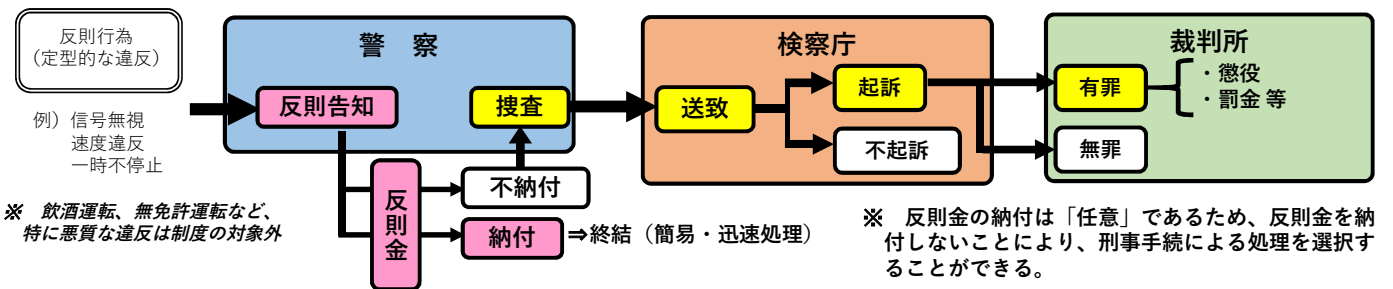 反則行為
(定型的な違反)
例）信号無視
速度違反
一時不停止
※　飲酒運転、無免許運転など、
特に悪質な違反は制度の対象外
警　察
反則告知
捜査
反則金
不納付
納付
⇒終結（簡易・迅速処理）
検察庁
送致
起訴
不起訴
裁判所
有罪
・懲役
・罰金 等
無罪
※　反則金の納付は「任意」であるため、反則金を納
付しないことにより、刑事手続による処理を選択す
ることができる。